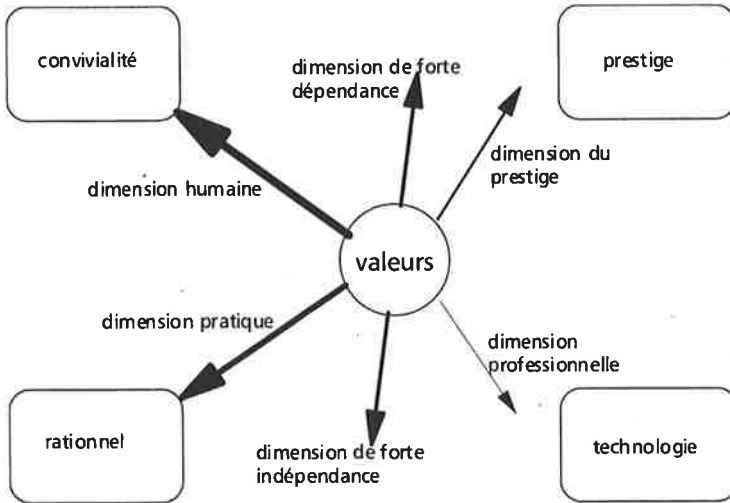 convivialité
dimension de forte
dépendance
prestige
dimension du
prestige
dimension humaine
valeurs
dimension pratique
dimension
professionnelle
rationnel
dimension de forte
indépendance
technologie